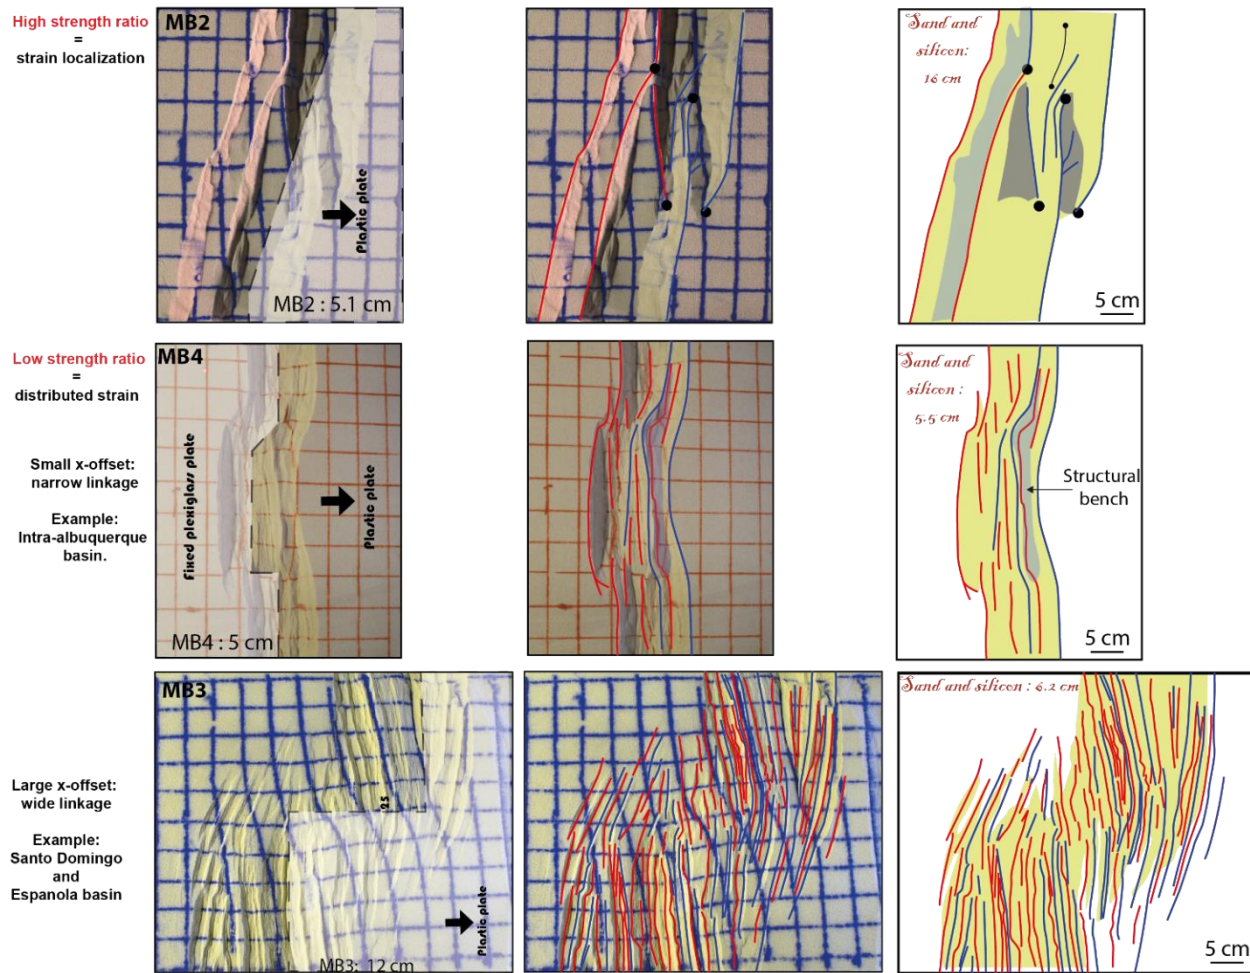 High strength ratio
=
strain localization
MB2
Plastic plate
MB2 : 5.1 cm
Sand and
silicon:
16 cm
5 cm
Low strength ratio
=
distributed strain
Small x-offset:
narrow linkage
Example:
Intra-albuquerque
basin.
MB4
Fixed plexiglass plate
Plastic plate
MB4 : 5 cm
Sand and
silicon :
5.5 cm
Structural
bench
5 cm
Large x-offset:
wide linkage
Example:
Santo Domingo
and
Espanola basin
MB3
25
Plastic plate
MB3: 12 cm
Sand and silicon : 6.2 cm
5 cm